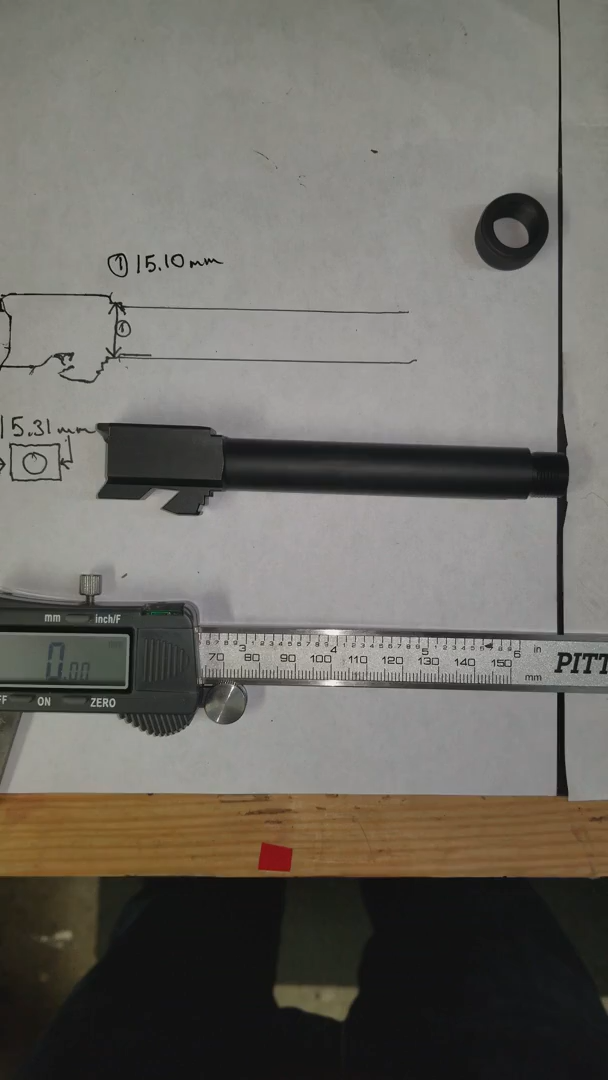 ① 15.10mm
①
15.31mm
mm inch/F
0.00
ON ZERO
3 4 5 6 in
70 80 90 100 110 120 130 140 150 mm
PITT